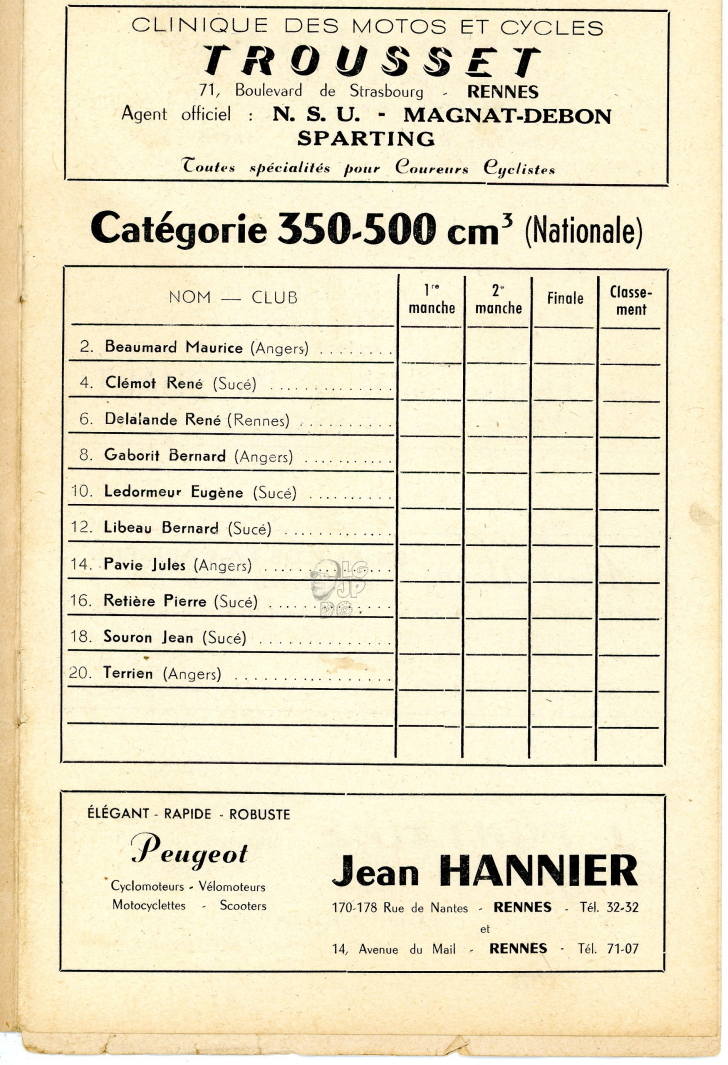 CLINIQUE DES MOTOS ET CYCLES
TROUSSET
71, Boulevard de Strasbourg - RENNES
Agent officiel : N. S. U. - MAGNAT-DEBON
SPARTING
Toutes spécialités pour Coureurs Cyclistes
Catégorie 350-500 cm³ (Nationale)
NOM — CLUB
1re manche
2e manche
Finale
Classe-
ment
2. Beaumard Maurice (Angers) ........
4. Clémot René (Sucé) ..............
6. Delalande René (Rennes) ..........
8. Gaborit Bernard (Angers) ..........
10. Ledormeur Eugène (Sucé) .........
12. Libeau Bernard (Sucé) ............
14. Pavie Jules (Angers) ..............
16. Retière Pierre (Sucé) ..............
18. Souron Jean (Sucé) ...............
20. Terrien (Angers) ..................
LG
JP
DG
ÉLÉGANT - RAPIDE - ROBUSTE
Peugeot
Cyclomoteurs - Vélomoteurs
Motocyclettes - Scooters
Jean HANNIER
170-178 Rue de Nantes - RENNES - Tél. 32-32
et
14, Avenue du Mail - RENNES - Tél. 71-07